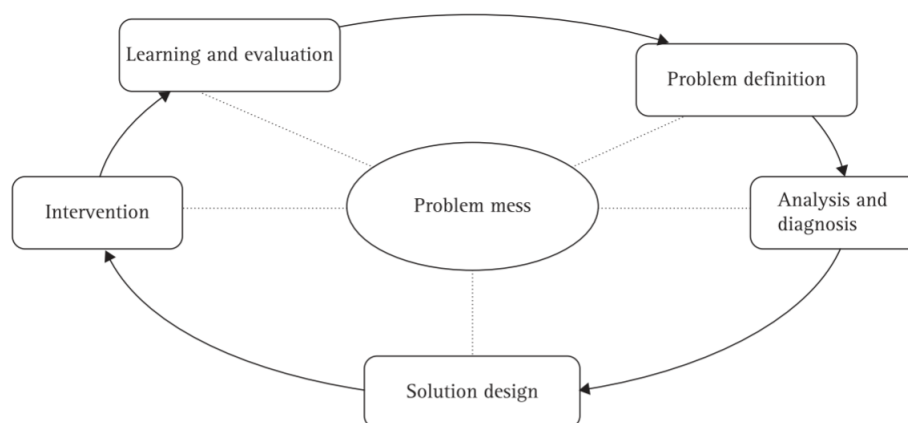 Learning and evaluation
Problem definition
Intervention
Problem mess
Analysis and
diagnosis
Solution design